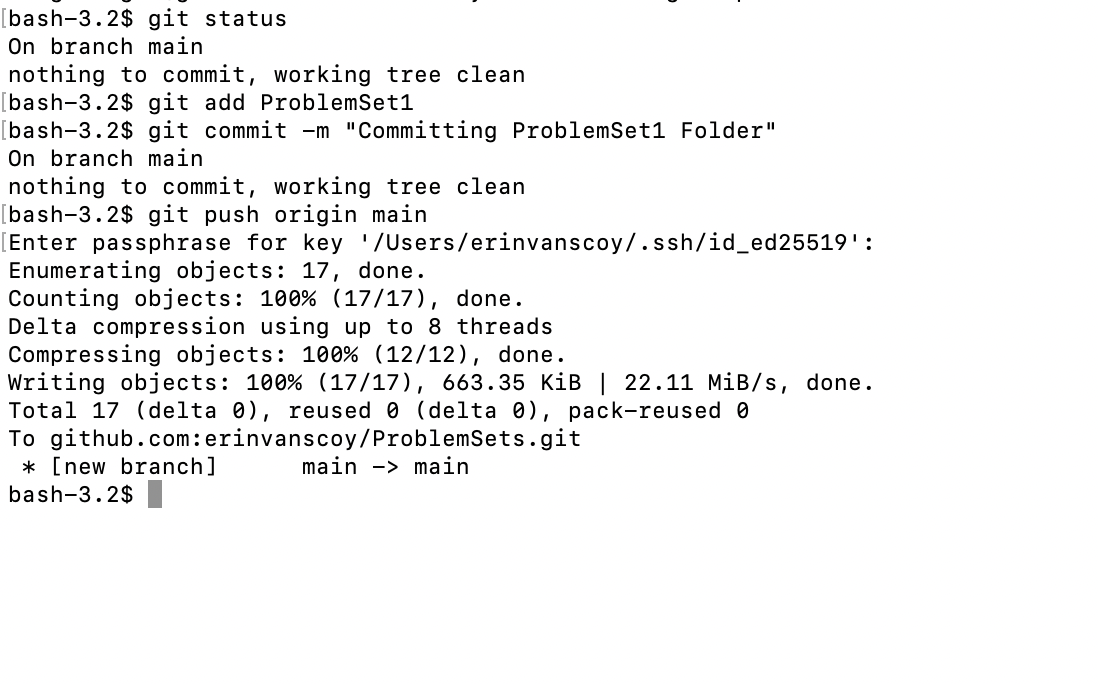 [bash-3.2$ git status
On branch main
nothing to commit, working tree clean
[bash-3.2$ git add ProblemSet1
[bash-3.2$ git commit -m "Committing ProblemSet1 Folder"
On branch main
nothing to commit, working tree clean
[bash-3.2$ git push origin main
[Enter passphrase for key '/Users/erinvanscoy/.ssh/id_ed25519':
Enumerating objects: 17, done.
Counting objects: 100% (17/17), done.
Delta compression using up to 8 threads
Compressing objects: 100% (12/12), done.
Writing objects: 100% (17/17), 663.35 KiB | 22.11 MiB/s, done.
Total 17 (delta 0), reused 0 (delta 0), pack-reused 0
To github.com:erinvanscoy/ProblemSets.git
 * [new branch]      main -> main
bash-3.2$